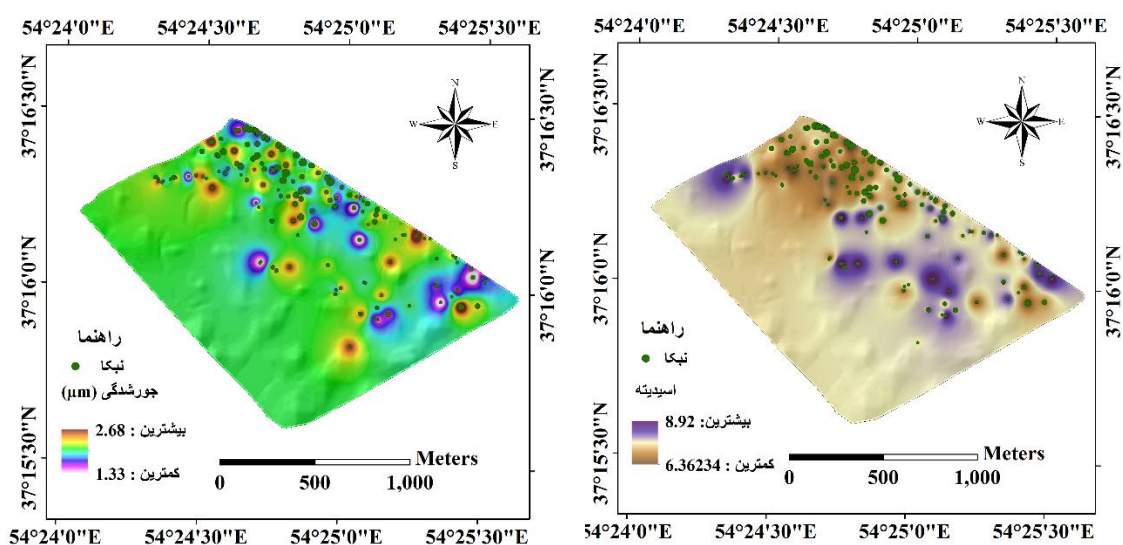 54°24'0"E 54°24'30"E 54°25'0"E 54°25'30"E
37°16'30"N
37°16'0"N
37°15'30"N
37°16'30"N
37°16'0"N
37°15'30"N
N
W E
S
راهنما
نبکا
جورشدگی (µm)
بیشترین : 2.68
کمترین : 1.33
Meters
0 500 1,000
54°24'0"E 54°24'30"E 54°25'0"E 54°25'30"E
54°24'0"E 54°24'30"E 54°25'0"E 54°25'30"E
37°16'30"N
37°16'0"N
37°15'30"N
37°16'30"N
37°16'0"N
37°15'30"N
N
W E
S
راهنما
نبکا
اسیدیته
بیشترین: 8.92
کمترین : 6.36234
Meters
0 500 1,000
54°24'0"E 54°24'30"E 54°25'0"E 54°25'30"E